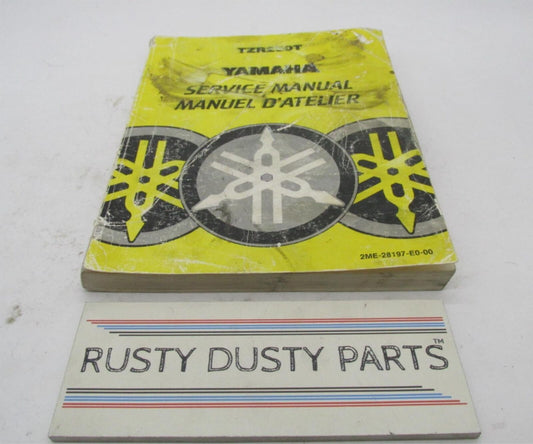 TZR250T
YAMAHA
SERVICE MANUAL
MANUEL D'ATELIER
2ME-28197-E0-00
RUSTY DUSTY PARTS™